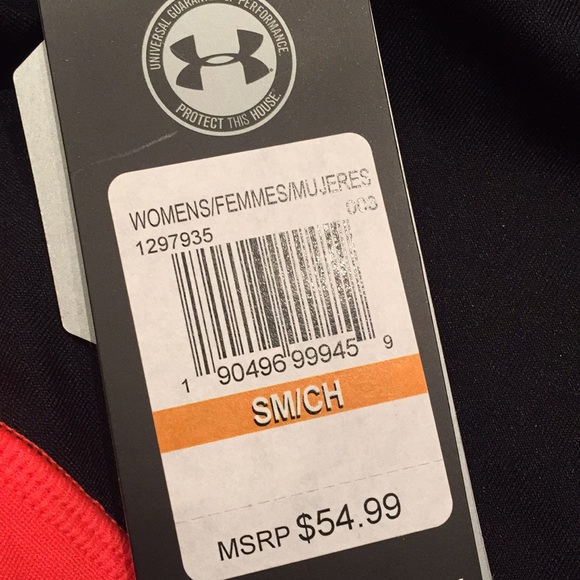 UNIVERSAL GUARANTEE OF PERFORMANCE
PROTECT THIS HOUSE.
WOMENS/FEMMES/MUJERES
1297935 003
1 90496 99945 9
SM/CH
MSRP $54.99